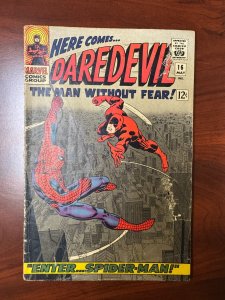 HERE COMES...
DAREDEVIL
THE MAN WITHOUT FEAR!
MARVEL
COMICS
GROUP
12¢
16
MAY
"ENTER...SPIDER-MAN!"